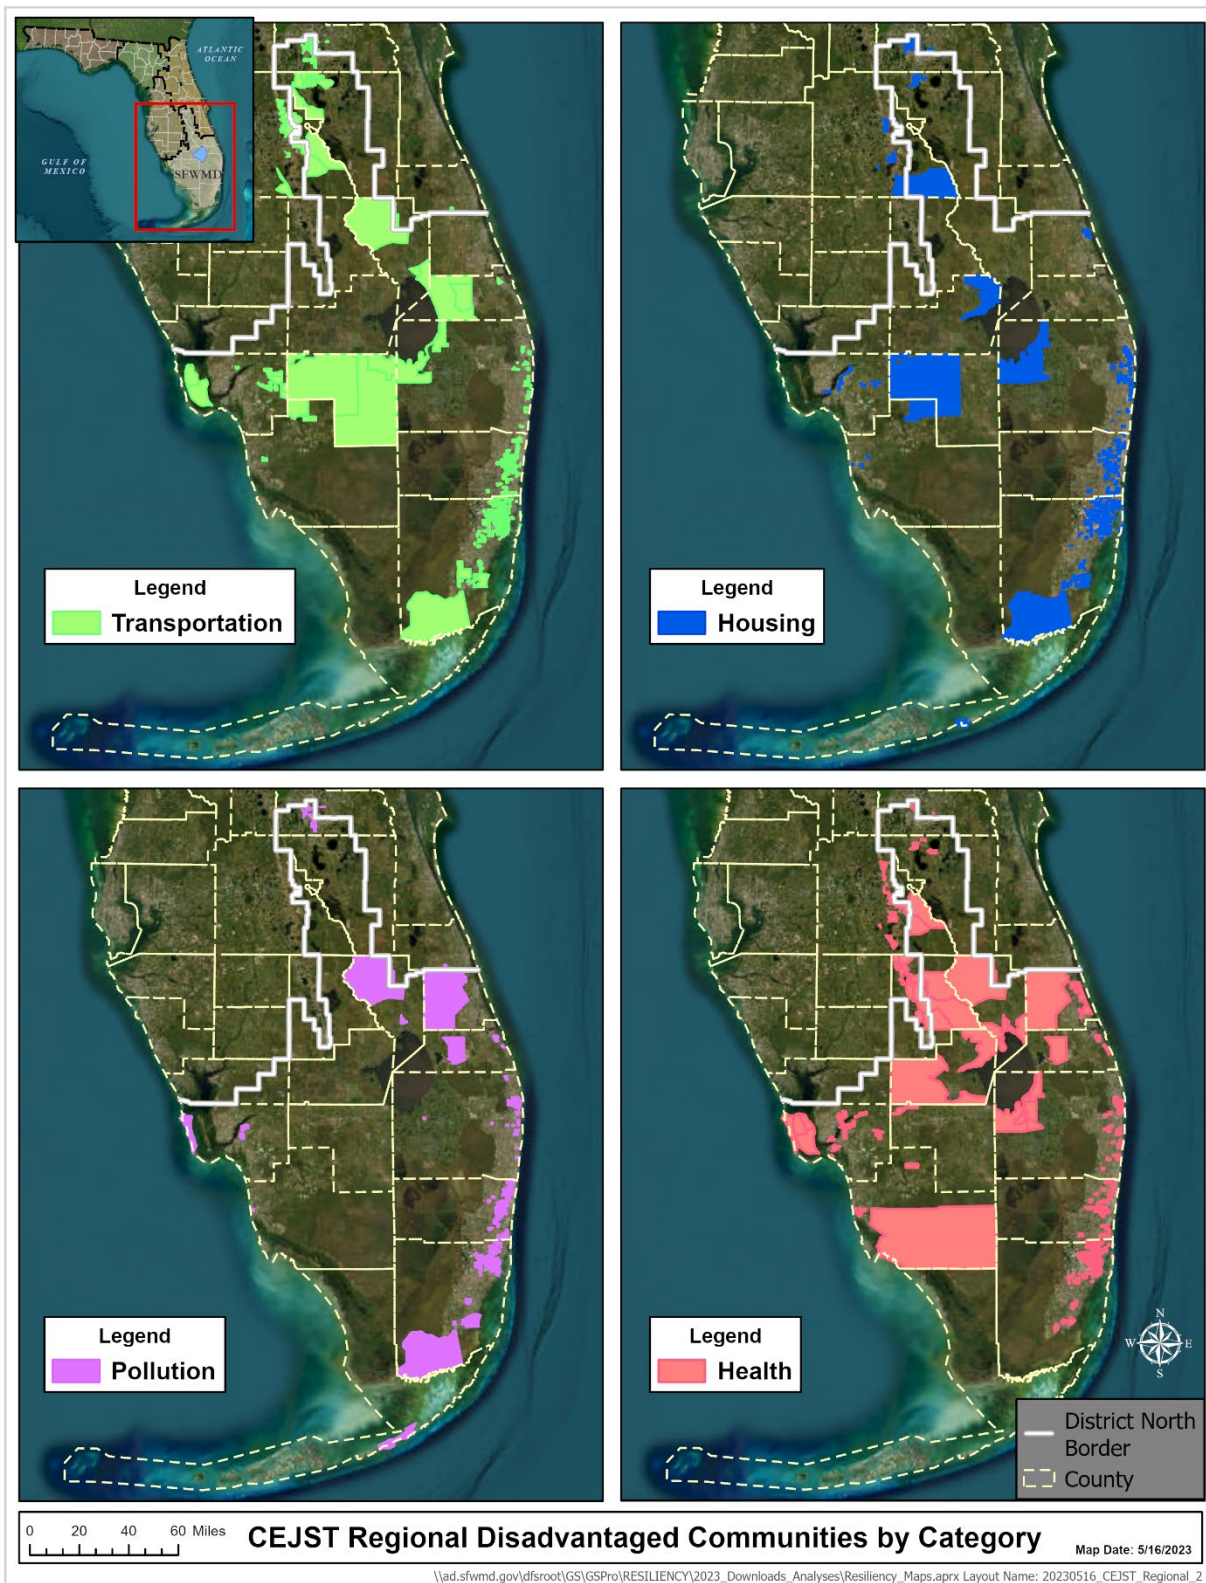 ATLANTIC
OCEAN
GULF OF
MEXICO
SFWMD
Legend
Transportation
Legend
Housing
Legend
Pollution
Legend
Health
N
W
E
S
District North
Border
County
0 20 40 60 Miles
CEJST Regional Disadvantaged Communities by Category
Map Date: 5/16/2023
\\ad.sfwmd.gov\dfsroot\GS\GSPro\RESILIENCY\2023_Downloads_Analyses\Resiliency_Maps.aprx Layout Name: 20230516_CEJST_Regional_2